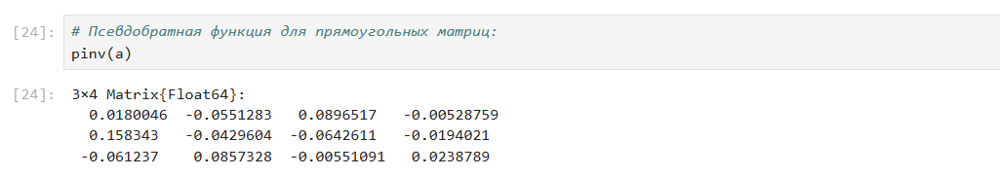 [24]: # Псевдобратная функция для прямоугольных матриц:
pinv(a)
[24]: 3×4 Matrix{Float64}:
0.0180046 -0.0551283 0.0896517 -0.00528759
0.158343 -0.0429604 -0.0642611 -0.0194021
-0.061237 0.0857328 -0.00551091 0.0238789